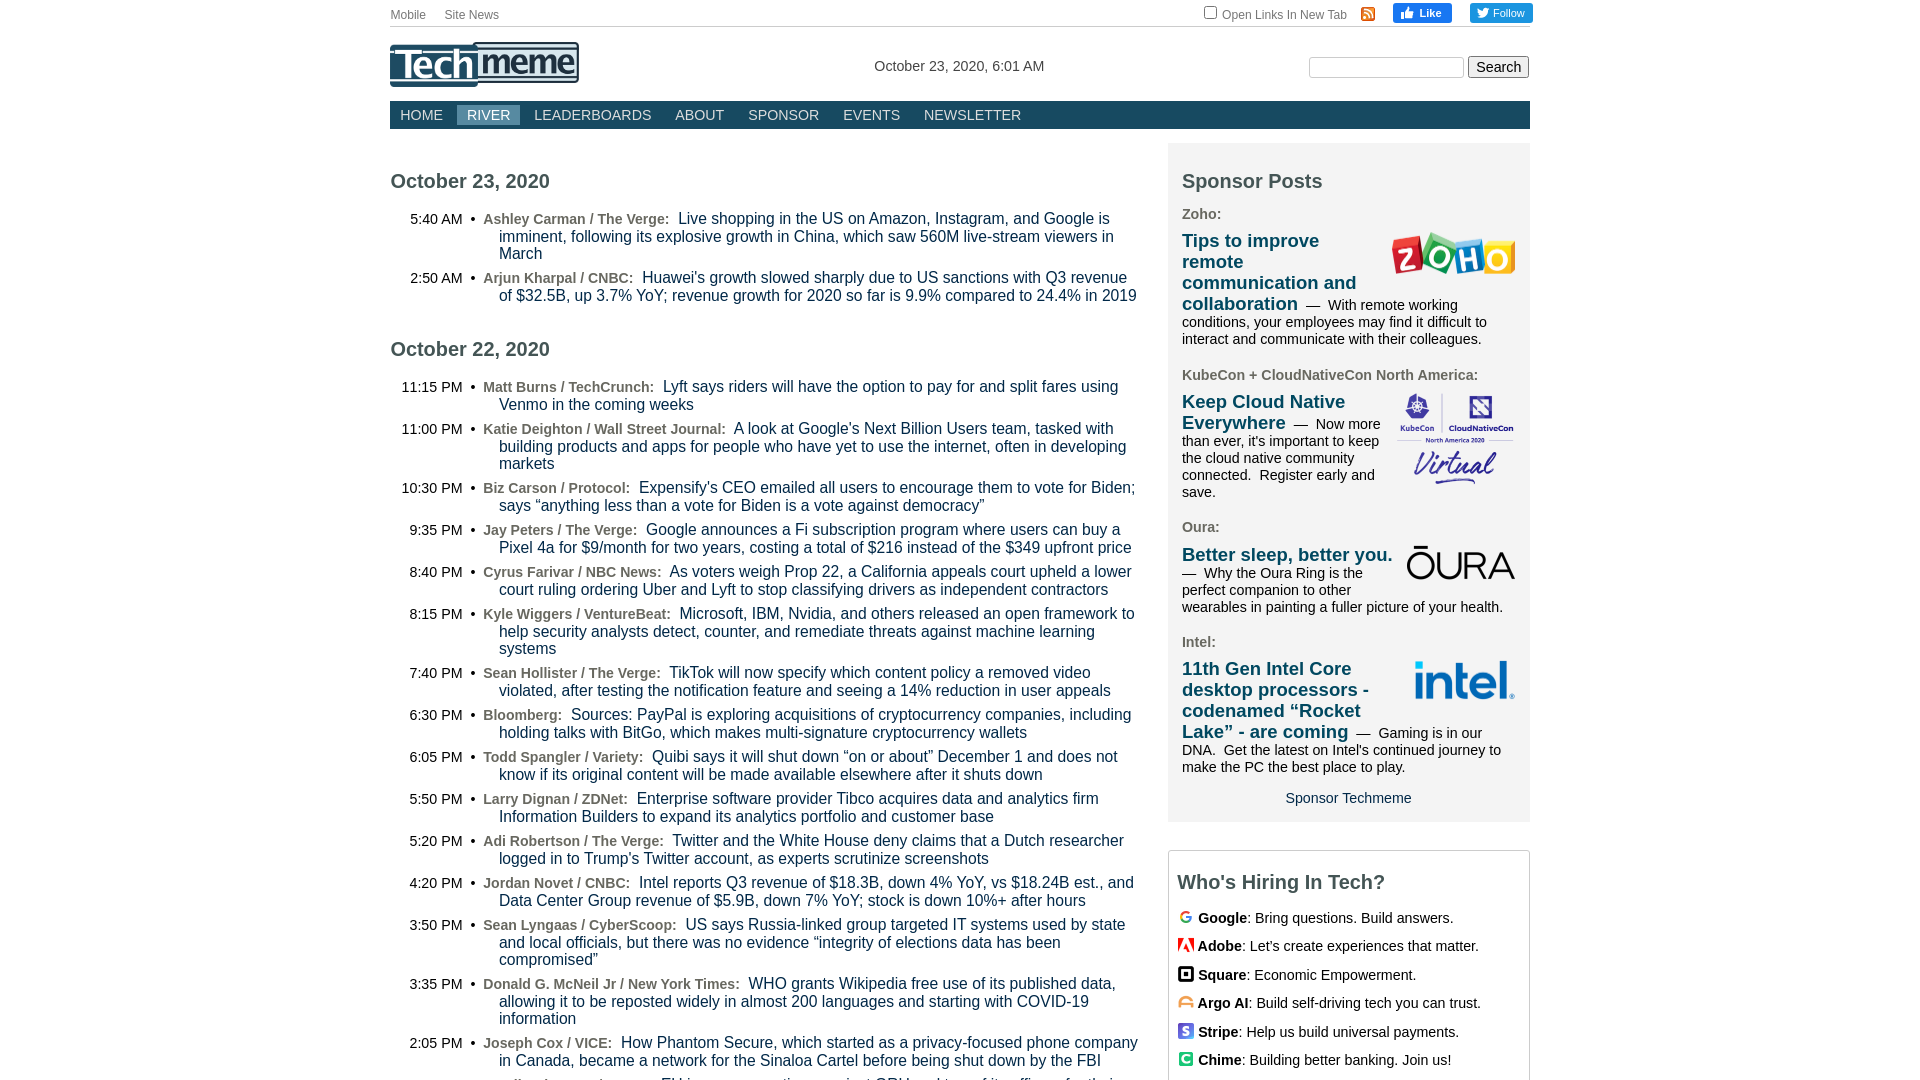 Mobile Site News Open Links In New Tab Like Follow
Techmeme October 23, 2020, 6:01 AM Search
HOME RIVER LEADERBOARDS ABOUT SPONSOR EVENTS NEWSLETTER
October 23, 2020
5:40 AM • Ashley Carman / The Verge: Live shopping in the US on Amazon, Instagram, and Google is
imminent, following its explosive growth in China, which saw 560M live-stream viewers in
March
2:50 AM • Arjun Kharpal / CNBC: Huawei's growth slowed sharply due to US sanctions with Q3 revenue
of $32.5B, up 3.7% YoY; revenue growth for 2020 so far is 9.9% compared to 24.4% in 2019
October 22, 2020
11:15 PM • Matt Burns / TechCrunch: Lyft says riders will have the option to pay for and split fares using
Venmo in the coming weeks
11:00 PM • Katie Deighton / Wall Street Journal: A look at Google's Next Billion Users team, tasked with
building products and apps for people who have yet to use the internet, often in developing
markets
10:30 PM • Biz Carson / Protocol: Expensify's CEO emailed all users to encourage them to vote for Biden;
says “anything less than a vote for Biden is a vote against democracy”
9:35 PM • Jay Peters / The Verge: Google announces a Fi subscription program where users can buy a
Pixel 4a for $9/month for two years, costing a total of $216 instead of the $349 upfront price
8:40 PM • Cyrus Farivar / NBC News: As voters weigh Prop 22, a California appeals court upheld a lower
court ruling ordering Uber and Lyft to stop classifying drivers as independent contractors
8:15 PM • Kyle Wiggers / VentureBeat: Microsoft, IBM, Nvidia, and others released an open framework to
help security analysts detect, counter, and remediate threats against machine learning
systems
7:40 PM • Sean Hollister / The Verge: TikTok will now specify which content policy a removed video
violated, after testing the notification feature and seeing a 14% reduction in user appeals
6:30 PM • Bloomberg: Sources: PayPal is exploring acquisitions of cryptocurrency companies, including
holding talks with BitGo, which makes multi-signature cryptocurrency wallets
6:05 PM • Todd Spangler / Variety: Quibi says it will shut down “on or about” December 1 and does not
know if its original content will be made available elsewhere after it shuts down
5:50 PM • Larry Dignan / ZDNet: Enterprise software provider Tibco acquires data and analytics firm
Information Builders to expand its analytics portfolio and customer base
5:20 PM • Adi Robertson / The Verge: Twitter and the White House deny claims that a Dutch researcher
logged in to Trump's Twitter account, as experts scrutinize screenshots
4:20 PM • Jordan Novet / CNBC: Intel reports Q3 revenue of $18.3B, down 4% YoY, vs $18.24B est., and
Data Center Group revenue of $5.9B, down 7% YoY; stock is down 10%+ after hours
3:50 PM • Sean Lyngaas / CyberScoop: US says Russia-linked group targeted IT systems used by state
and local officials, but there was no evidence “integrity of elections data has been
compromised”
3:35 PM • Donald G. McNeil Jr / New York Times: WHO grants Wikipedia free use of its published data,
allowing it to be reposted widely in almost 200 languages and starting with COVID-19
information
2:05 PM • Joseph Cox / VICE: How Phantom Secure, which started as a privacy-focused phone company
in Canada, became a network for the Sinaloa Cartel before being shut down by the FBI
Sponsor Posts
Zoho:
Tips to improve
remote
communication and
collaboration — With remote working
conditions, your employees may find it difficult to
interact and communicate with their colleagues.
ZOHO
KubeCon + CloudNativeCon North America:
Keep Cloud Native
Everywhere — Now more
than ever, it's important to keep
the cloud native community
connected. Register early and
save.
KubeCon CloudNativeCon
North America 2020
Virtual
Oura:
Better sleep, better you.
— Why the Oura Ring is the
perfect companion to other
wearables in painting a fuller picture of your health.
ŌURA
Intel:
11th Gen Intel Core
desktop processors -
codenamed “Rocket
Lake” - are coming — Gaming is in our
DNA. Get the latest on Intel's continued journey to
make the PC the best place to play.
intel®
Sponsor Techmeme
Who's Hiring In Tech?
Google: Bring questions. Build answers.
Adobe: Let's create experiences that matter.
Square: Economic Empowerment.
Argo AI: Build self-driving tech you can trust.
Stripe: Help us build universal payments.
Chime: Building better banking. Join us!